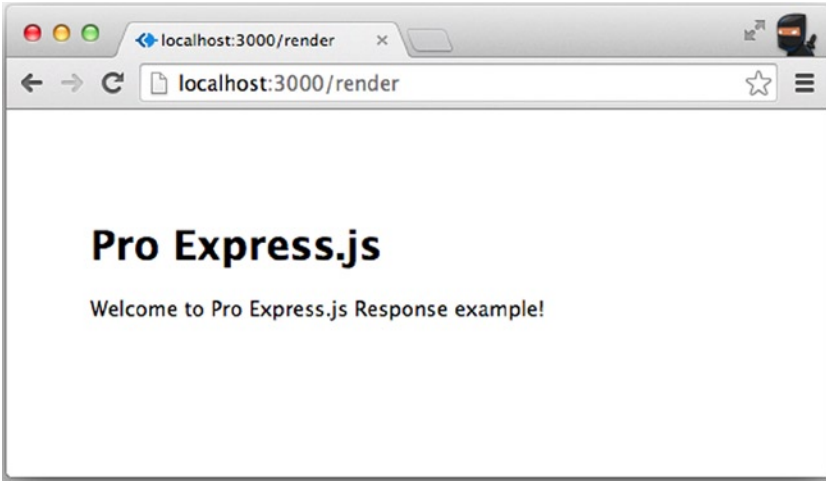 localhost:3000/render
localhost:3000/render
Pro Express.js
Welcome to Pro Express.js Response example!